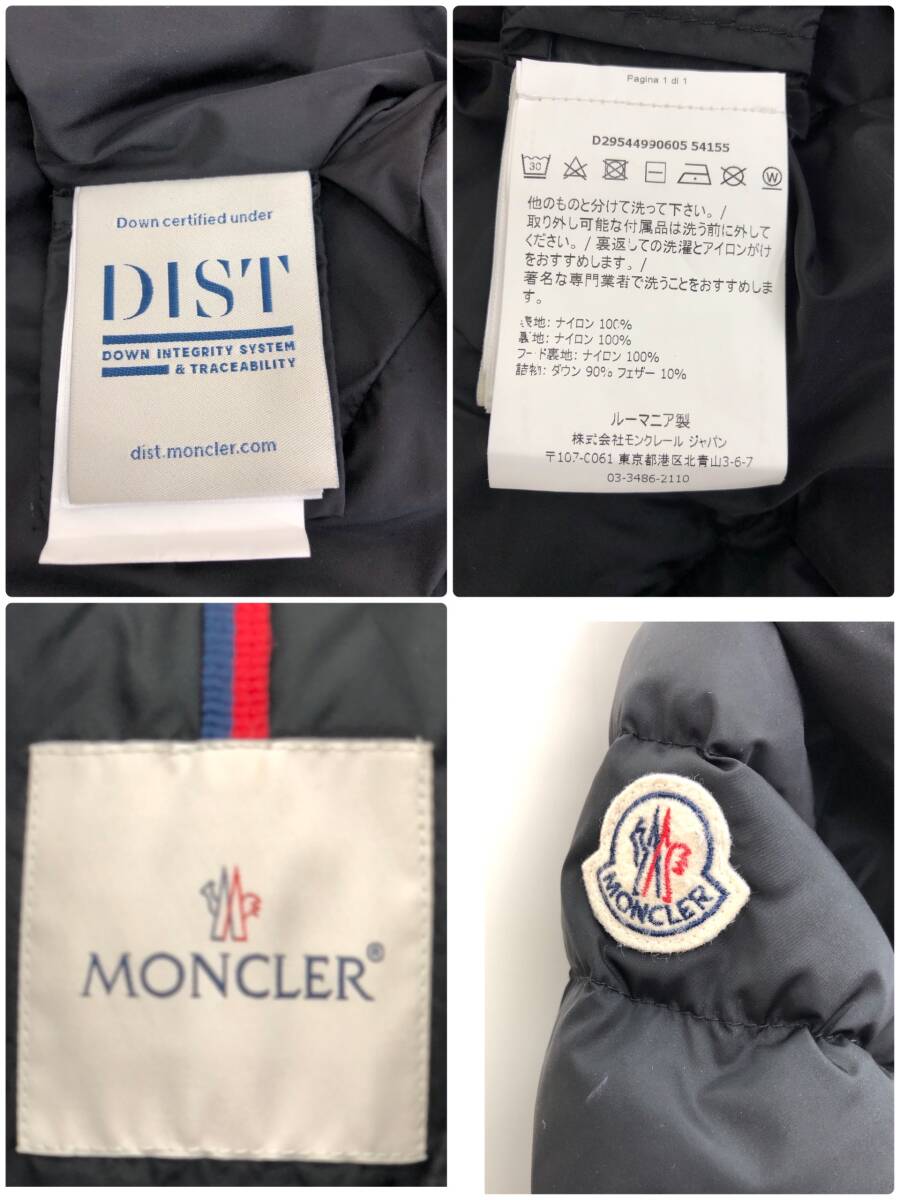 Down certified under
DIST
DOWN INTEGRITY SYSTEM
& TRACEABILITY
dist.moncler.com
Pagina 1 di 1
D29544990605 54155
30
W
他のものと分けて洗って下さい。/
取り外し可能な付属品は洗う前に外して
ください。/ 裏返しての洗濯とアイロンがけ
をおすすめします。/
著名な専門業者で洗うことをおすすめしま
す。
表地: ナイロン 100%
裏地: ナイロン 100%
フード裏地: ナイロン 100%
詰物: ダウン 90% フェザー 10%
ルーマニア製
株式会社モンクレール ジャパン
〒107-0061 東京都港区北青山3-6-7
03-3486-2110
MONCLER®
MONCLER